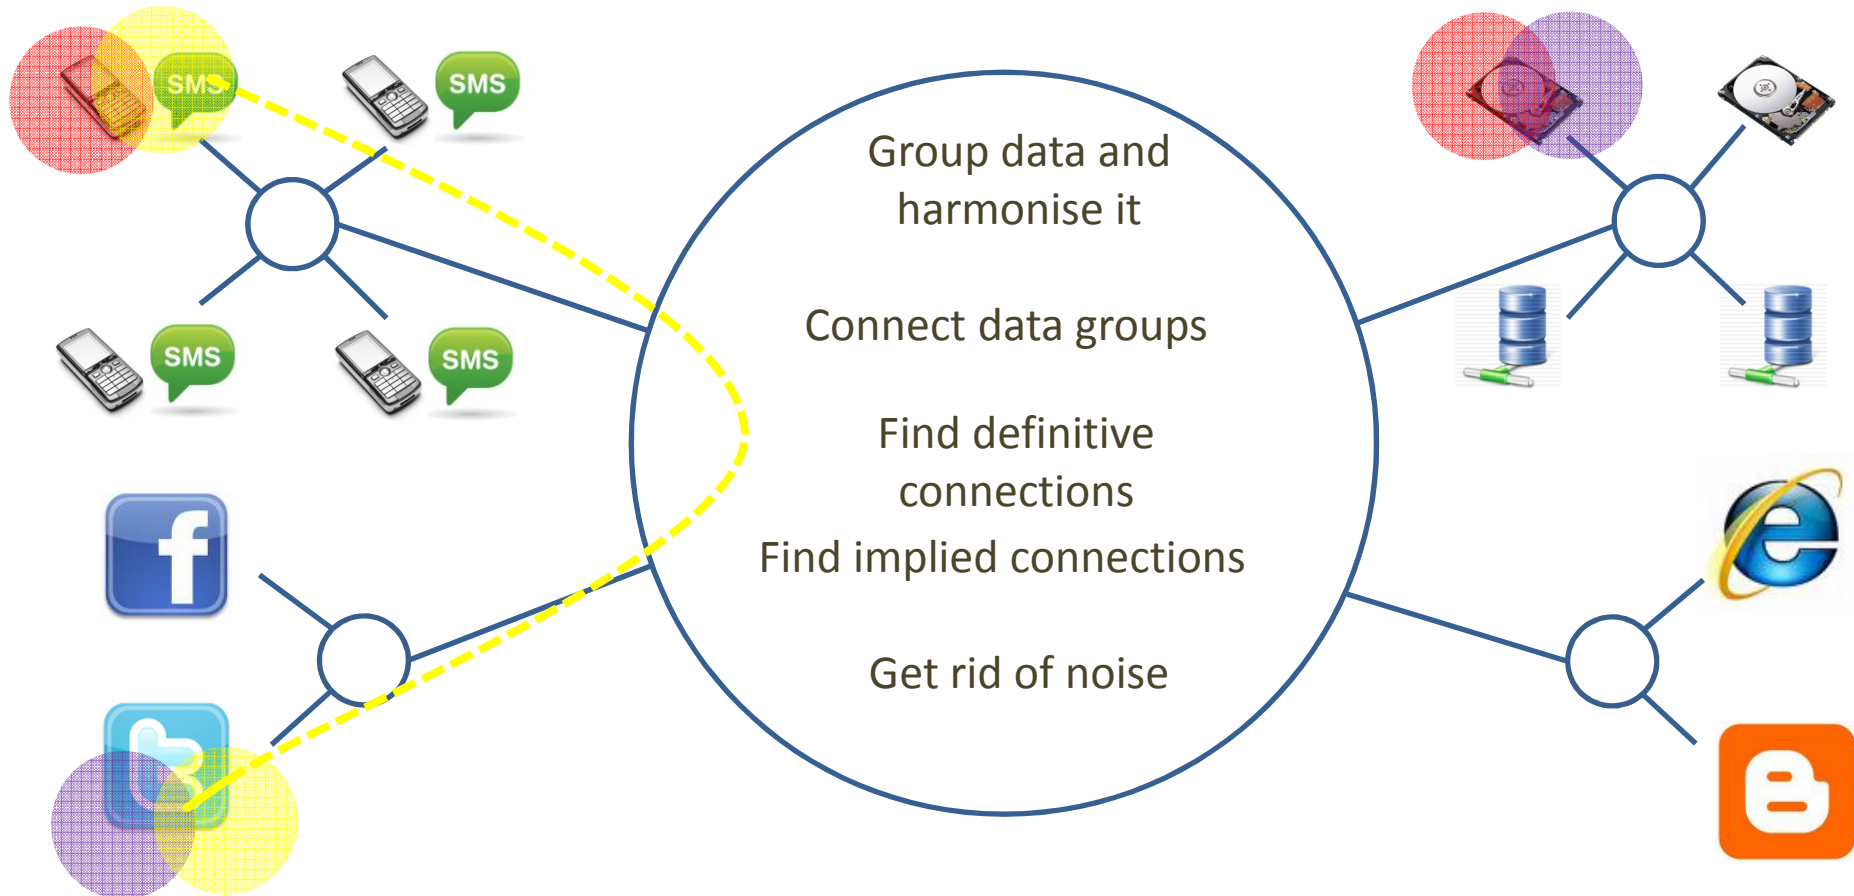 SMS
SMS
Group data and
harmonise it
Connect data groups
SMS
SMS
Find definitive
connections
Find implied connections
Get rid of noise